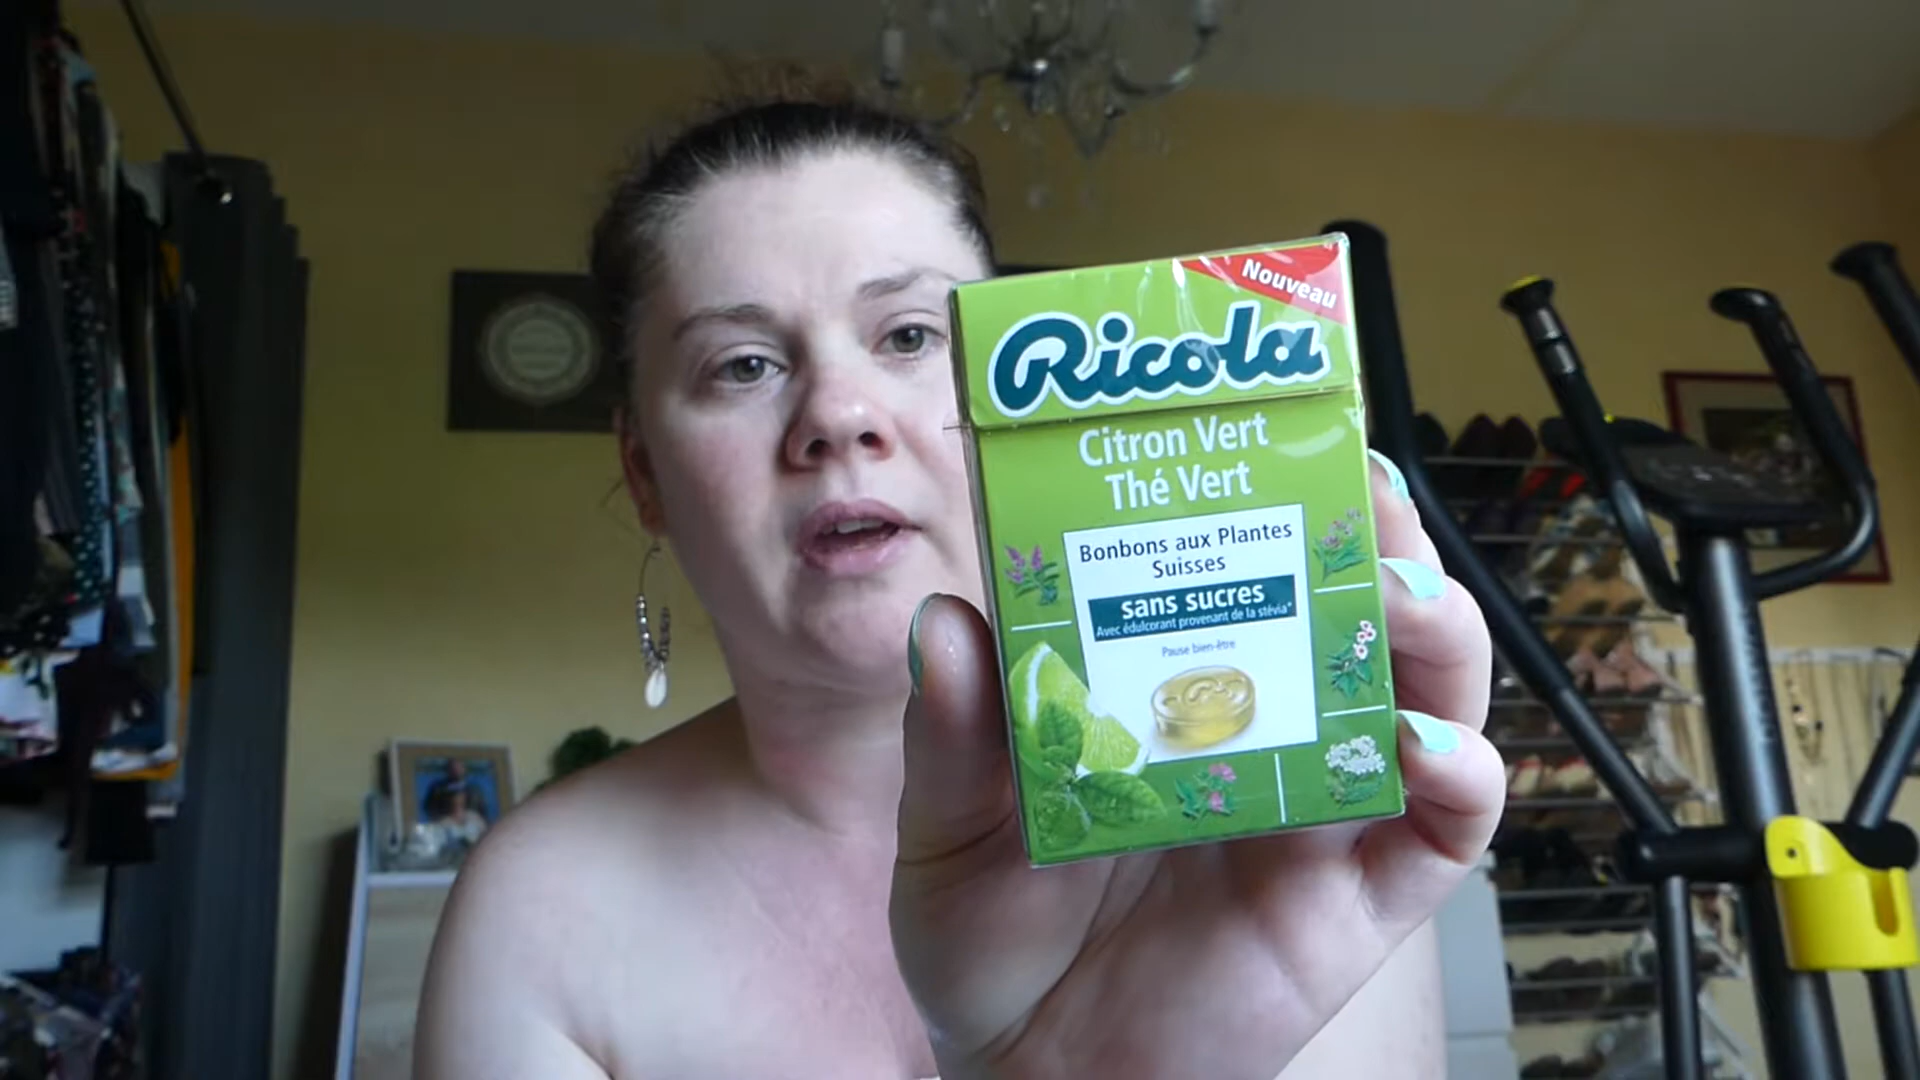 Nouveau
Ricola
Citron Vert
Thé Vert
Bonbons aux Plantes
Suisses
sans sucres
Avec édulcorant provenant de la stévia*
Pause bien-être